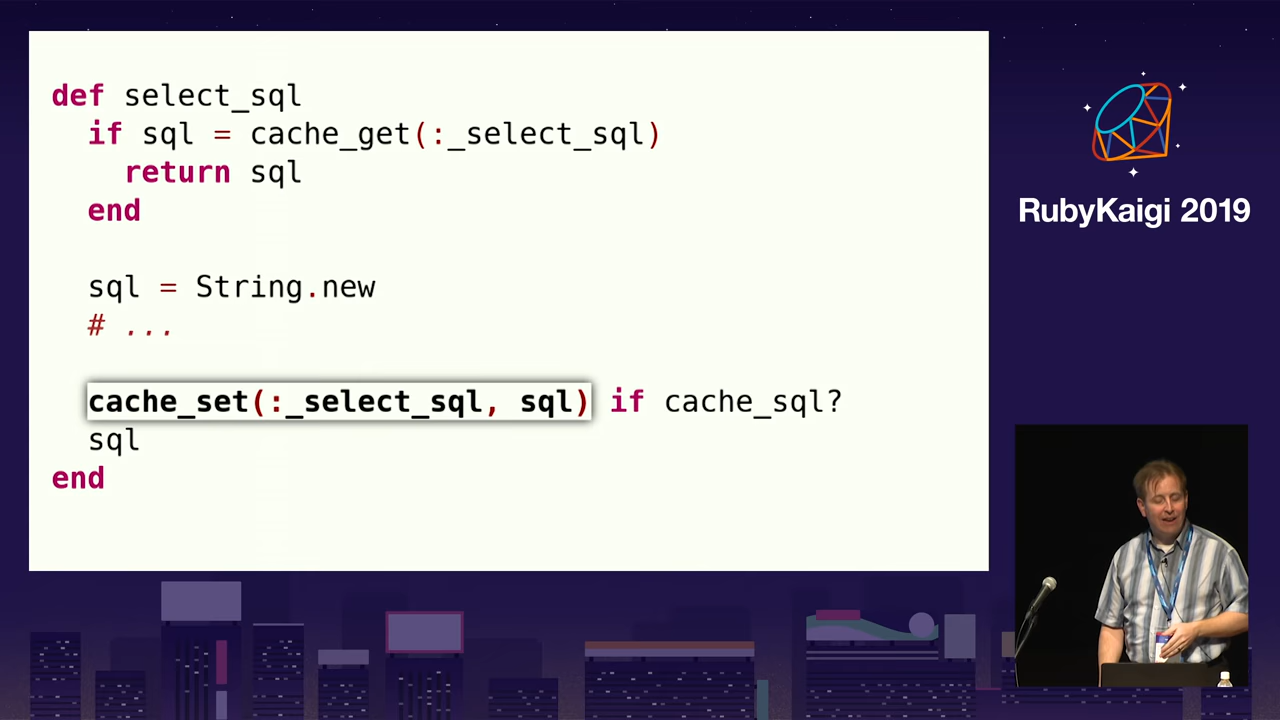 def select_sql
  if sql = cache_get(:_select_sql)
    return sql
  end

  sql = String.new
  # ...

  cache_set(:_select_sql, sql) if cache_sql?
  sql
end
RubyKaigi 2019